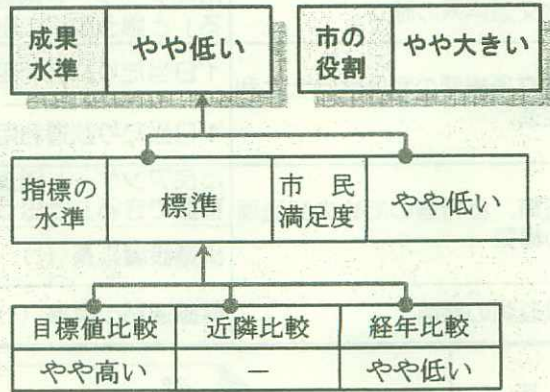 成果
水準
やや低い
市の
役割
やや大きい
指標の
水準
標準
市 民
満足度
やや低い
目標値比較 近隣比較 経年比較
やや高い － やや低い